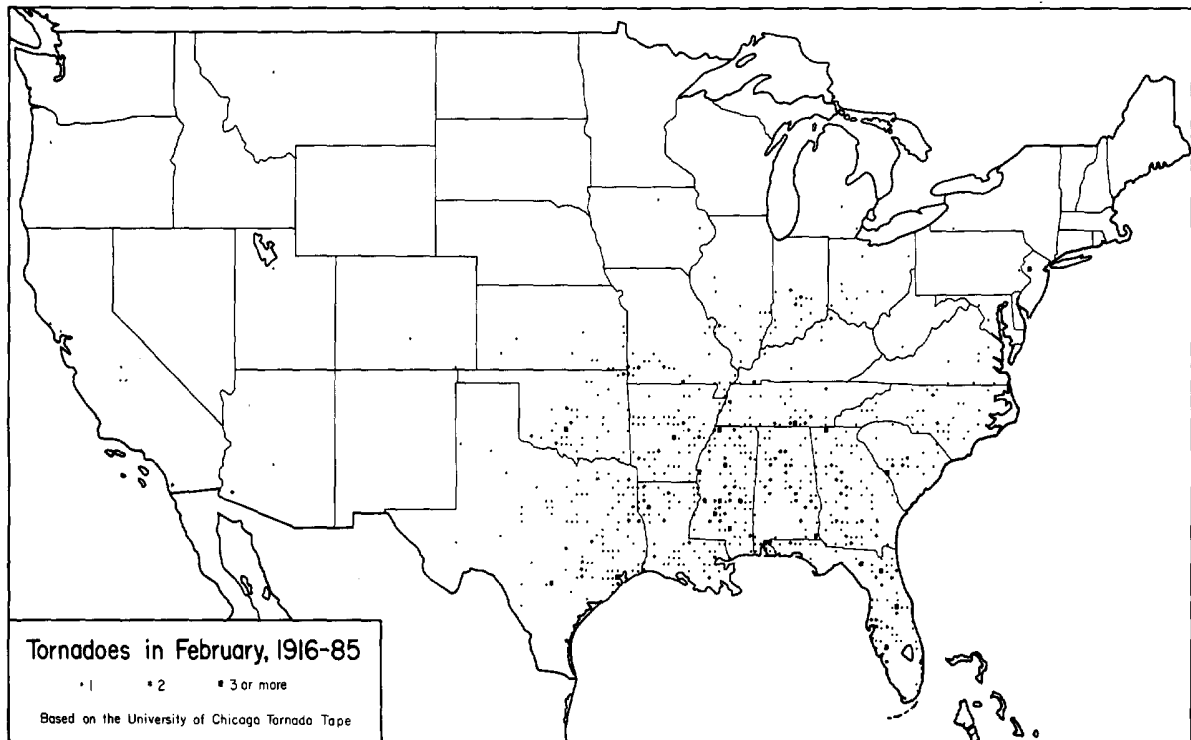 Tornadoes in February, 1916-85
1 2 3 or more
Based on the University of Chicago Tornado Tape